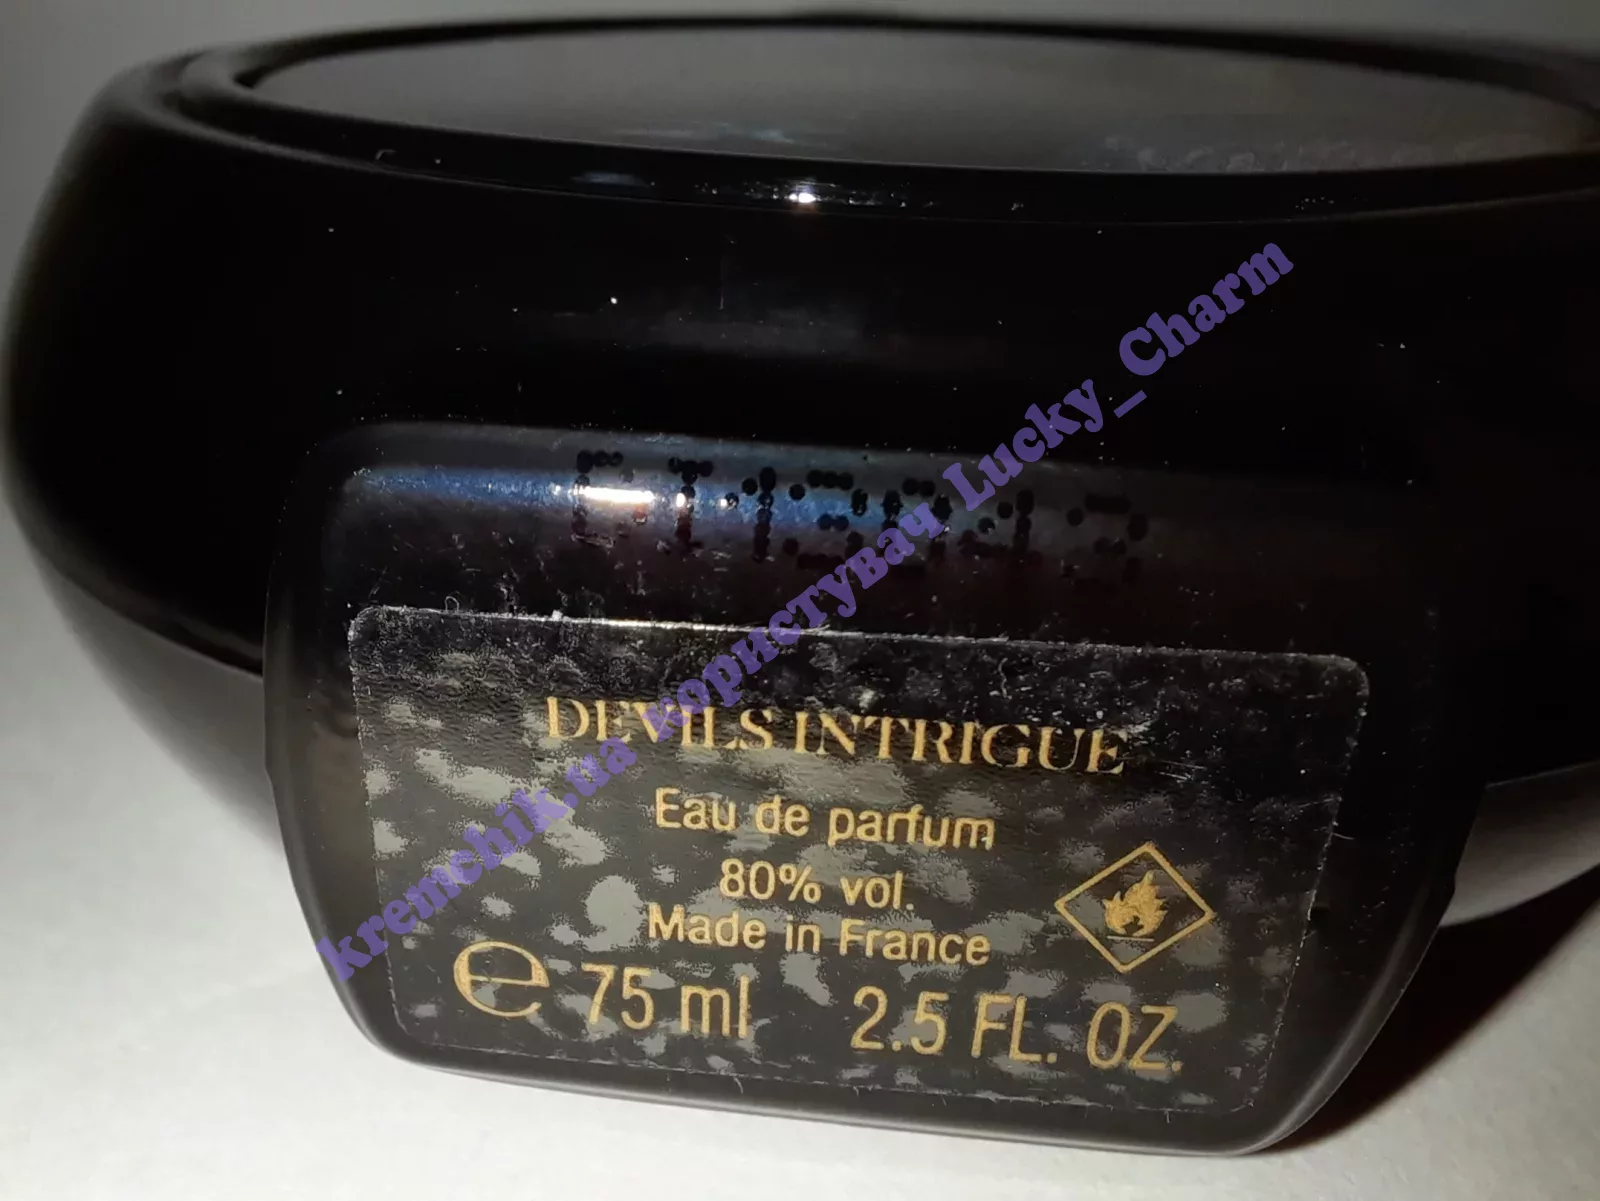 DEVILS INTRIGUE
Eau de parfum
80% vol.
Made in France
e 75 ml 2.5 FL. OZ.
kremchik.ua користувач Lucky_Charm